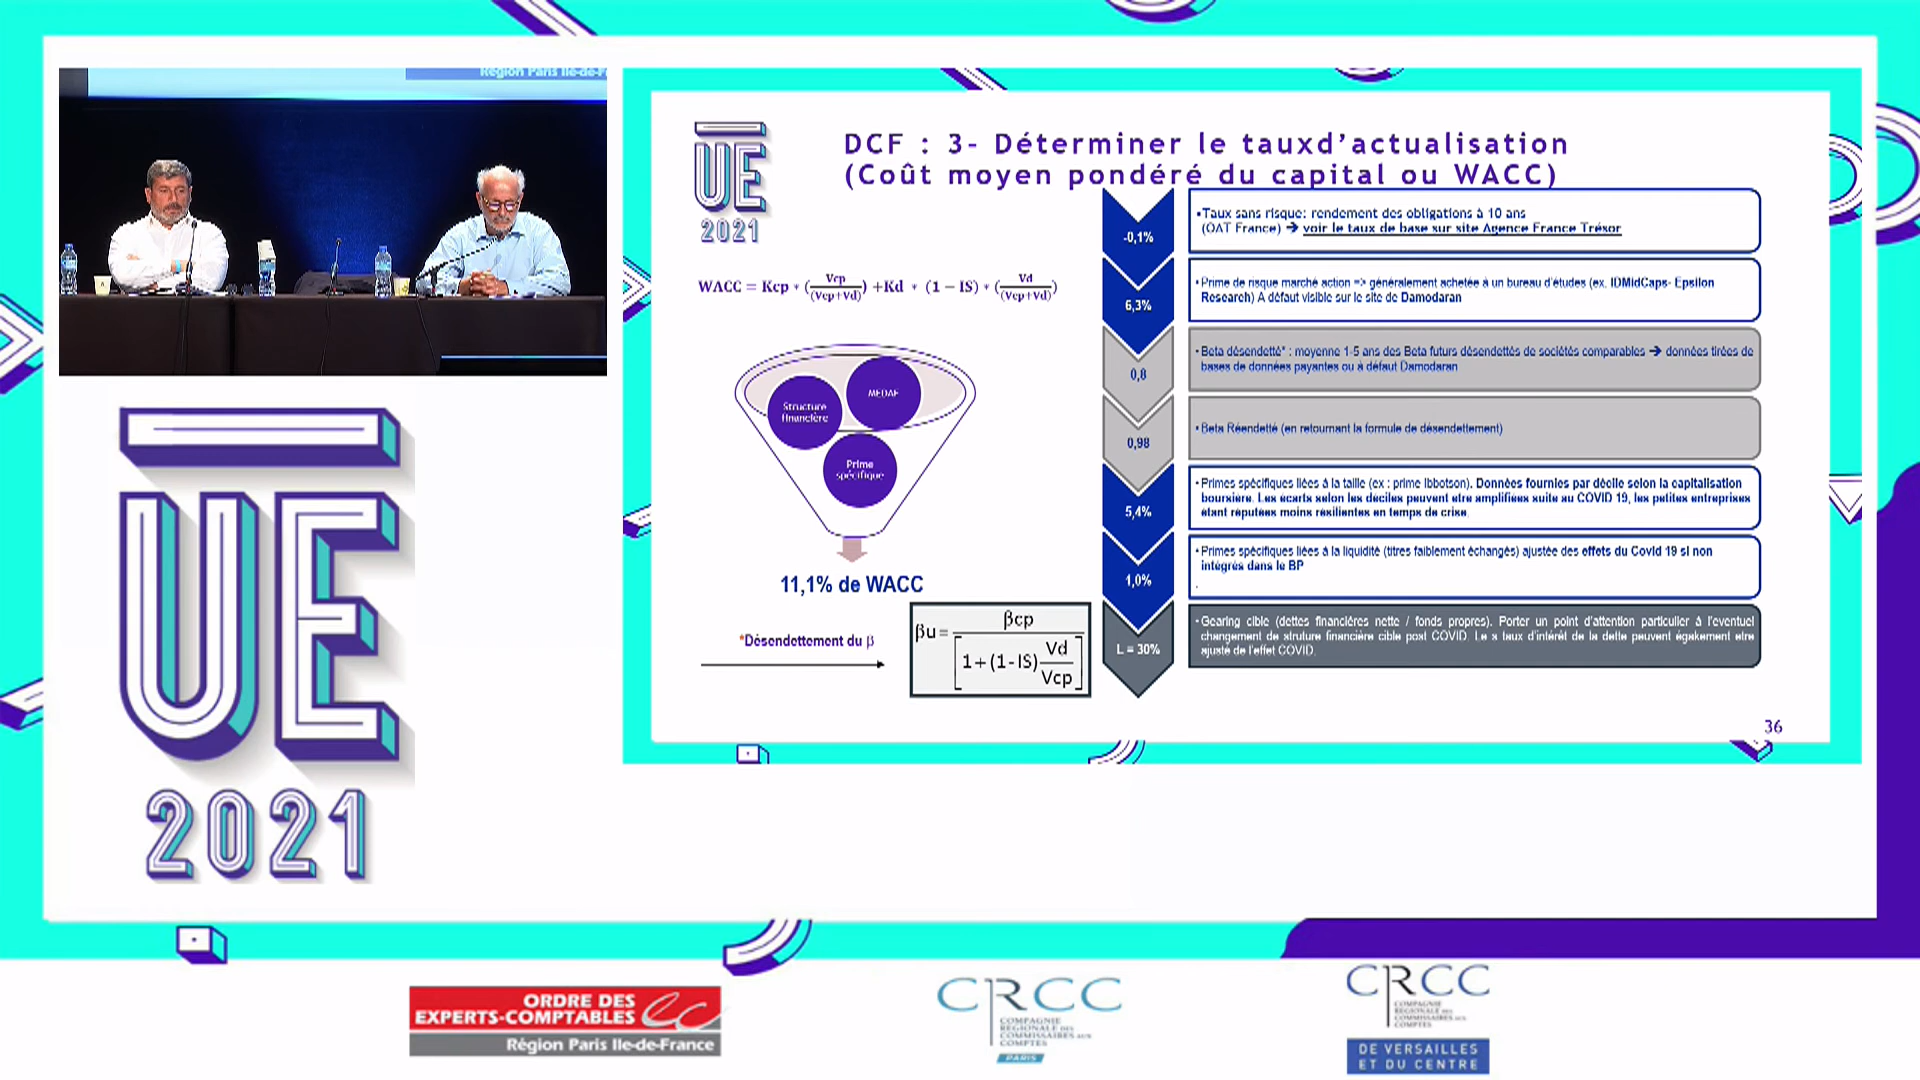 Région Paris Ile-de-F
UE
2021
UE
2021
DCF : 3- Déterminer le tauxd’actualisation
(Coût moyen pondéré du capital ou WACC)
WACC = Kcp * (Vcp/(Vcp+Vd)) +Kd * (1 − IS) * (Vd/(Vcp+Vd))
Structure
financière
MEDAF
Prime
spécifique
11,1% de WACC
*Désendettement du β
βu = βcp / [1+(1-IS) Vd/Vcp]
-0,1%
•Taux sans risque: rendement des obligations à 10 ans
(OAT France) ➔ voir le taux de base sur site Agence France Trésor
6,3%
•Prime de risque marché action => généralement achetée à un bureau d’études (ex. IDMidCaps- Epsilon
Research) A défaut visible sur le site de Damodaran
0,8
•Beta désendetté* : moyenne 1-5 ans des Beta futurs désendettés de sociétés comparables ➔ données tirées de
bases de données payantes ou à défaut Damodaran
0,98
•Beta Réendetté (en retournant la formule de désendettement)
5,4%
•Primes spécifiques liées à la taille (ex : prime Ibbotson). Données fournies par décile selon la capitalisation
boursière. Les écarts selon les déciles peuvent etre amplifiées suite au COVID 19, les petites entreprises
étant réputées moins résilientes en temps de crise
1,0%
•Primes spécifiques liées à la liquidité (titres faiblement échangés) ajustée des effets du Covid 19 si non
intégrés dans le BP
.
L = 30%
•Gearing cible (dettes financières nette / fonds propres). Porter un point d’attention particulier à l’eventuel
changement de struture financière cible post COVID. Le s taux d’intérêt de la dette peuvent également etre
ajusté de l’effet COVID.
36
ORDRE DES
EXPERTS-COMPTABLES
Région Paris Ile-de-France
CRCC
COMPAGNIE
REGIONALE DES
COMMISSAIRES AUX
COMPTES
PARIS
CRCC
COMPAGNIE
REGIONALE DES
COMMISSAIRES AUX
COMPTES
DE VERSAILLES
ET DU CENTRE